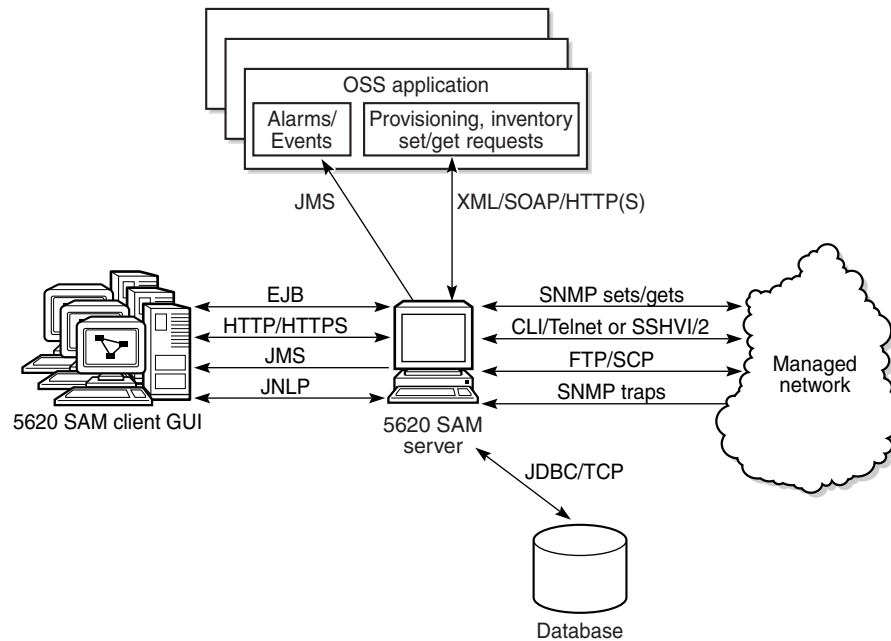 OSS application
Alarms/
Events
Provisioning, inventory
set/get requests
JMS
XML/SOAP/HTTP(S)
EJB
HTTP/HTTPS
JMS
JNLP
5620 SAM client GUI
5620 SAM
server
SNMP sets/gets
CLI/Telnet or SSHVI/2
FTP/SCP
SNMP traps
Managed
network
JDBC/TCP
Database